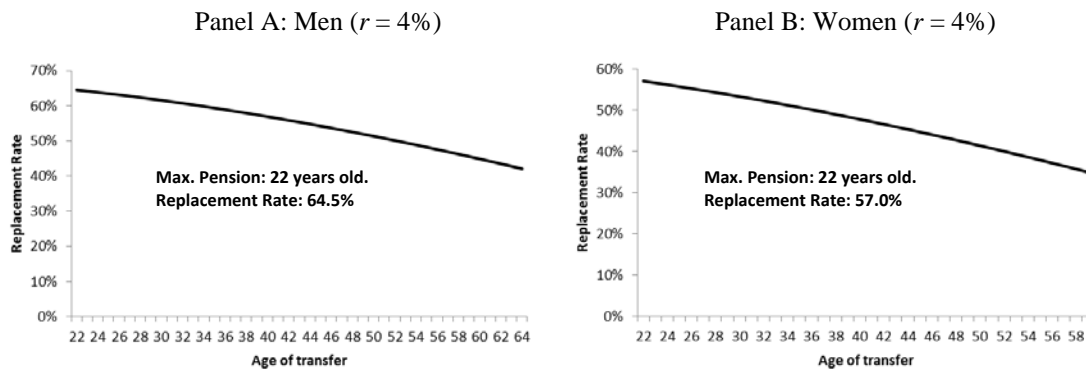 Panel A: Men (r = 4%)
70%
60%
50%
40%
30%
20%
10%
0%
Replacement Rate
Max. Pension: 22 years old.
Replacement Rate: 64.5%
22 24 26 28 30 32 34 36 38 40 42 44 46 48 50 52 54 56 58 60 62 64
Age of transfer
Panel B: Women (r = 4%)
60%
50%
40%
30%
20%
10%
0%
Replacement Rate
Max. Pension: 22 years old.
Replacement Rate: 57.0%
22 24 26 28 30 32 34 36 38 40 42 44 46 48 50 52 54 56 58
Age of transfer